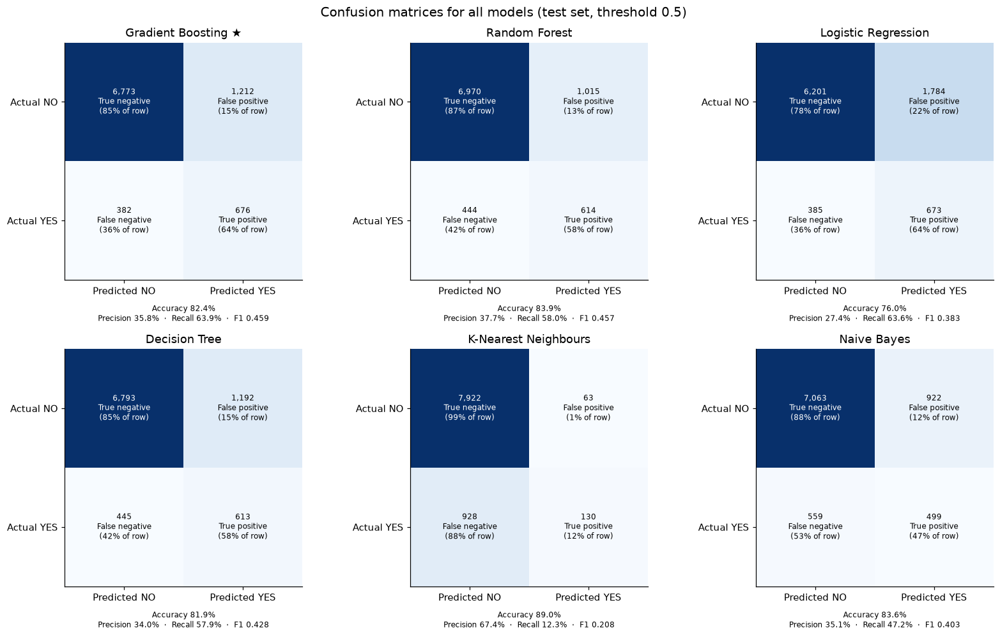 Confusion matrices for all models (test set, threshold 0.5)
Gradient Boosting ★
Actual NO
6,773
True negative
(85% of row)
1,212
False positive
(15% of row)
Actual YES
382
False negative
(36% of row)
676
True positive
(64% of row)
Predicted NO
Predicted YES
Accuracy 82.4%
Precision 35.8% · Recall 63.9% · F1 0.459
Random Forest
Actual NO
6,970
True negative
(87% of row)
1,015
False positive
(13% of row)
Actual YES
444
False negative
(42% of row)
614
True positive
(58% of row)
Predicted NO
Predicted YES
Accuracy 83.9%
Precision 37.7% · Recall 58.0% · F1 0.457
Logistic Regression
Actual NO
6,201
True negative
(78% of row)
1,784
False positive
(22% of row)
Actual YES
385
False negative
(36% of row)
673
True positive
(64% of row)
Predicted NO
Predicted YES
Accuracy 76.0%
Precision 27.4% · Recall 63.6% · F1 0.383
Decision Tree
Actual NO
6,793
True negative
(85% of row)
1,192
False positive
(15% of row)
Actual YES
445
False negative
(42% of row)
613
True positive
(58% of row)
Predicted NO
Predicted YES
Accuracy 81.9%
Precision 34.0% · Recall 57.9% · F1 0.428
K-Nearest Neighbours
Actual NO
7,922
True negative
(99% of row)
63
False positive
(1% of row)
Actual YES
928
False negative
(88% of row)
130
True positive
(12% of row)
Predicted NO
Predicted YES
Accuracy 89.0%
Precision 67.4% · Recall 12.3% · F1 0.208
Naive Bayes
Actual NO
7,063
True negative
(88% of row)
922
False positive
(12% of row)
Actual YES
559
False negative
(53% of row)
499
True positive
(47% of row)
Predicted NO
Predicted YES
Accuracy 83.6%
Precision 35.1% · Recall 47.2% · F1 0.403